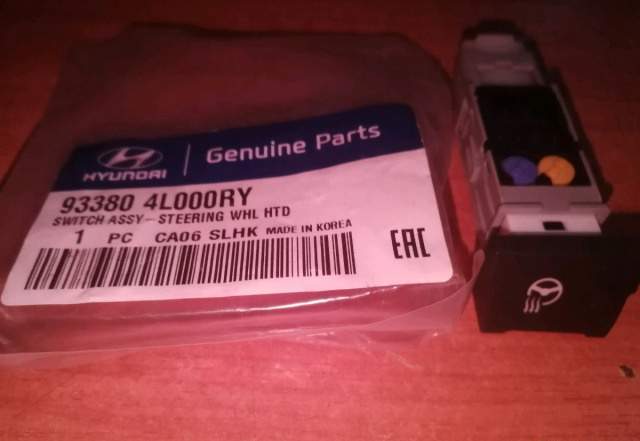 HYUNDAI
Genuine Parts
93380 4L000RY
SWITCH ASSY-STEERING WHL HTD
1 PC CA06 SLHK MADE IN KOREA
EAC